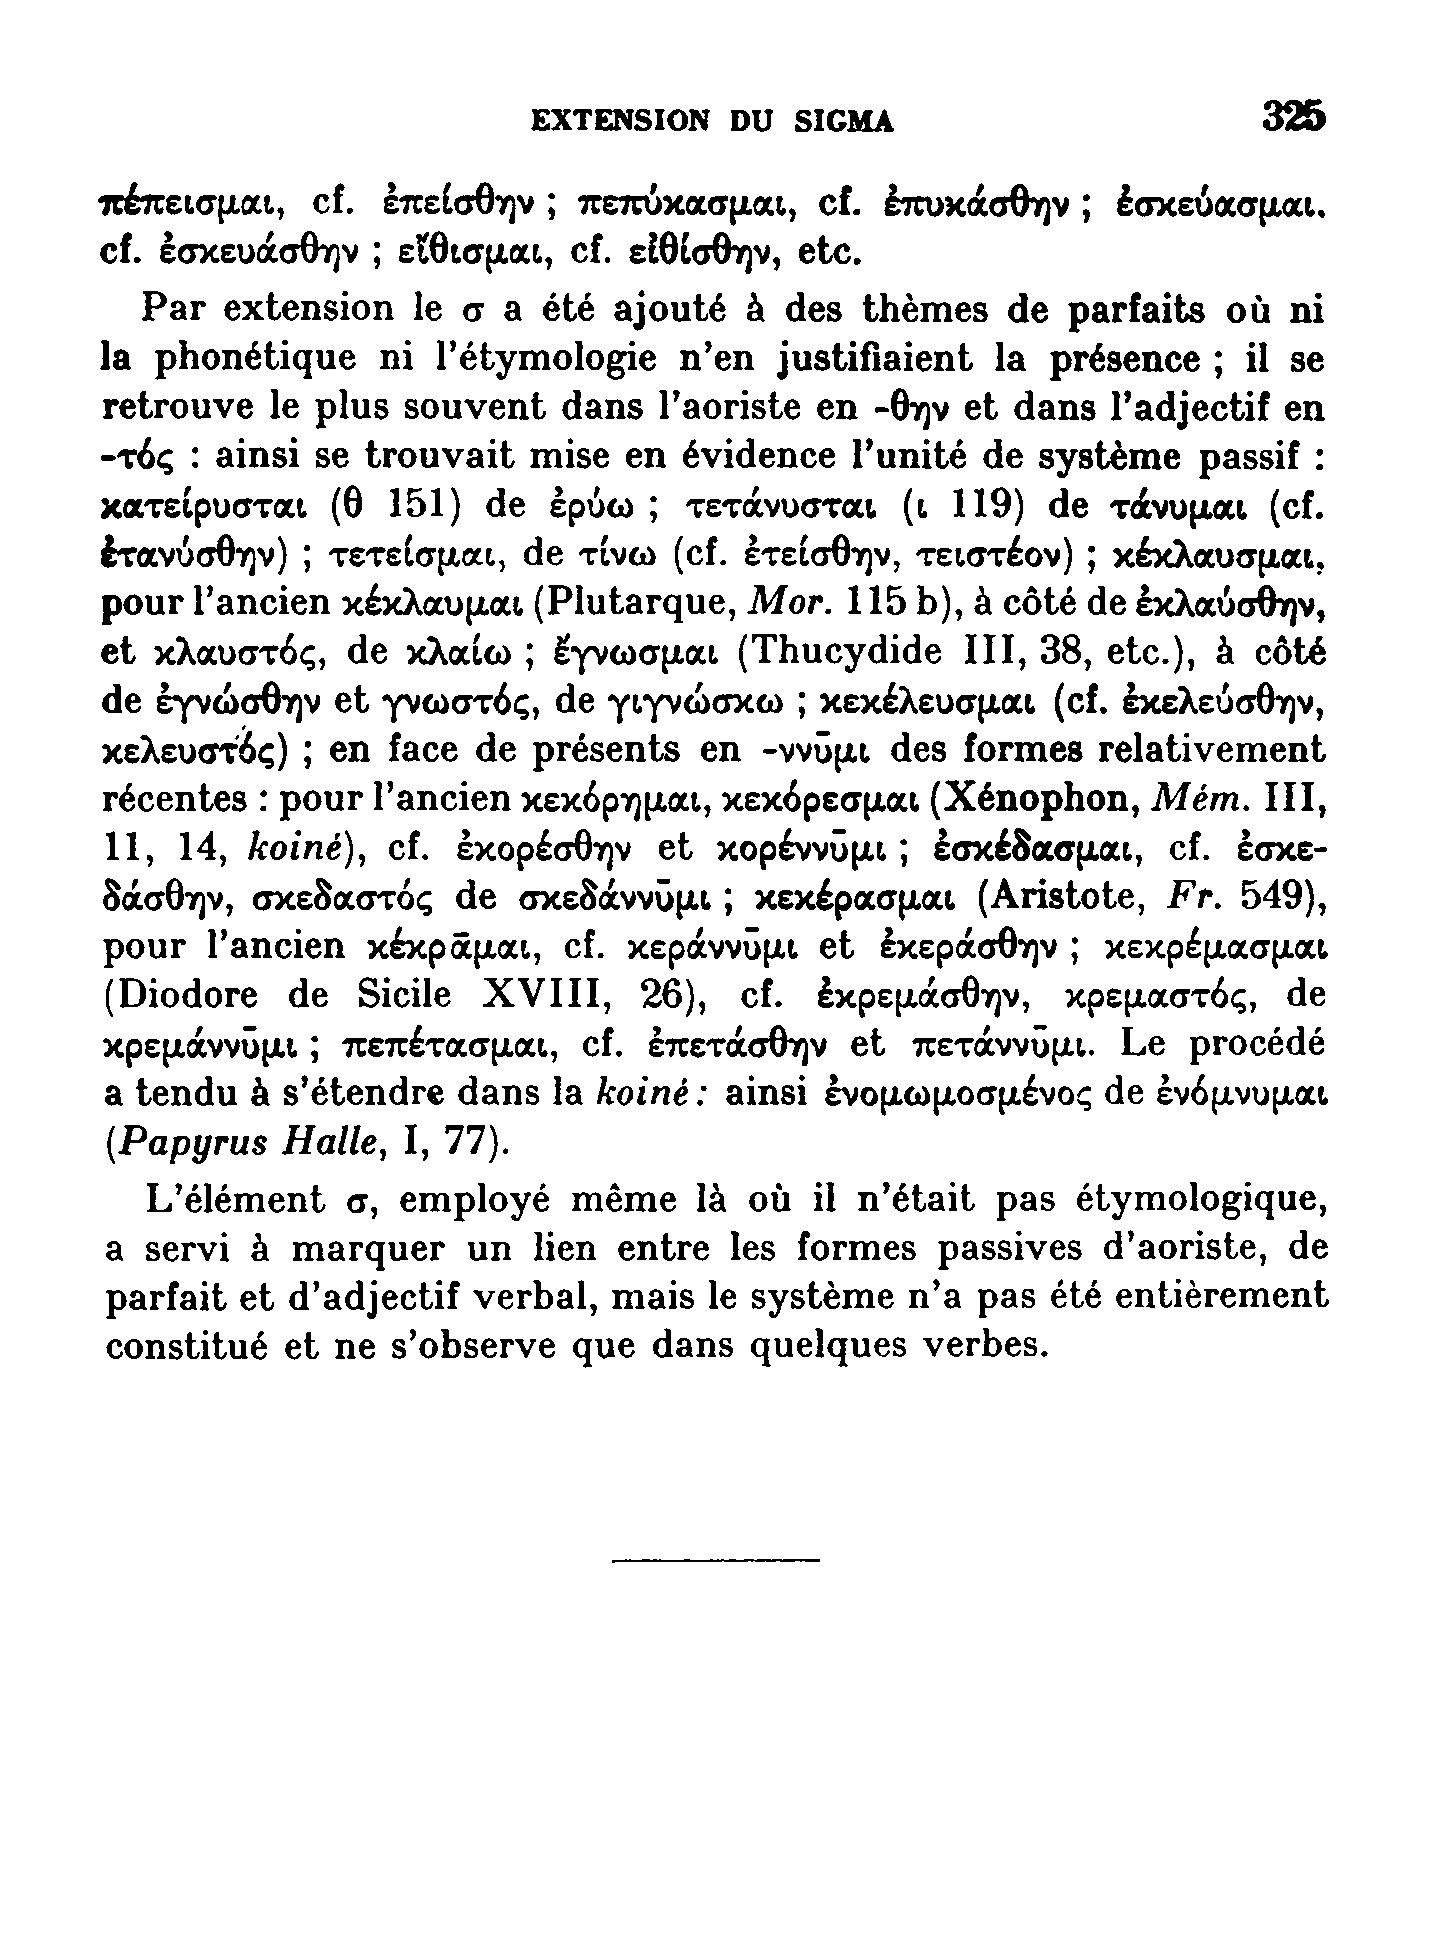 EXTENSION DU SIGMA 325
πέπεισμαι, cf. ἐπείσθην ; πεπύκασμαι, cf. ἐπυκάσθην ; ἐσκεύασμαι.
cf. ἐσκευάσθην ; εἴθισμαι, cf. εἰθίσθην, etc.
Par extension le σ a été ajouté à des thèmes de parfaits où ni
la phonétique ni l’étymologie n’en justifiaient la présence ; il se
retrouve le plus souvent dans l’aoriste en -θην et dans l’adjectif en
-τός : ainsi se trouvait mise en évidence l’unité de système passif :
κατείρυσται (θ 151) de ἐρύω ; τετάνυσται (ι 119) de τάνυμαι (cf.
ἐτανύσθην) ; τετείσμαι, de τίνω (cf. ἐτείσθην, τειστέον) ; κέκλαυσμαι,
pour l’ancien κέκλαυμαι (Plutarque, Mor. 115 b), à côté de ἐκλαύσθην,
et κλαυστός, de κλαίω ; ἔγνωσμαι (Thucydide III, 38, etc.), à côté
de ἐγνώσθην et γνωστός, de γιγνώσκω ; κεκέλευσμαι (cf. ἐκελεύσθην,
κελευστός) ; en face de présents en -ννῡμι des formes relativement
récentes : pour l’ancien κεκόρημαι, κεκόρεσμαι (Xénophon, Mém. III,
11, 14, koiné), cf. ἐκορέσθην et κορέννῡμι ; ἐσκέδασμαι, cf. ἐσκε-
δάσθην, σκεδαστός de σκεδάννῡμι ; κεκέρασμαι (Aristote, Fr. 549),
pour l’ancien κέκρᾱμαι, cf. κεράννῡμι et ἐκεράσθην ; κεκρέμασμαι
(Diodore de Sicile XVIII, 26), cf. ἐκρεμάσθην, κρεμαστός, de
κρεμάννῡμι ; πεπέτασμαι, cf. ἐπετάσθην et πετάννῡμι. Le procédé
a tendu à s’étendre dans la koiné : ainsi ἐνομωμοσμένος de ἐνόμνυμαι
(Papyrus Halle, I, 77).
L’élément σ, employé même là où il n’était pas étymologique,
a servi à marquer un lien entre les formes passives d’aoriste, de
parfait et d’adjectif verbal, mais le système n’a pas été entièrement
constitué et ne s’observe que dans quelques verbes.